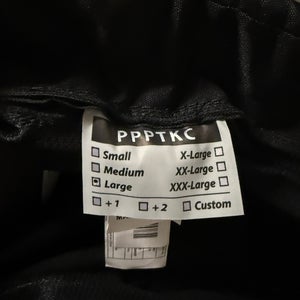 PPPTKC
Small X-Large
Medium XX-Large
Large XXX-Large
+1 +2 Custom